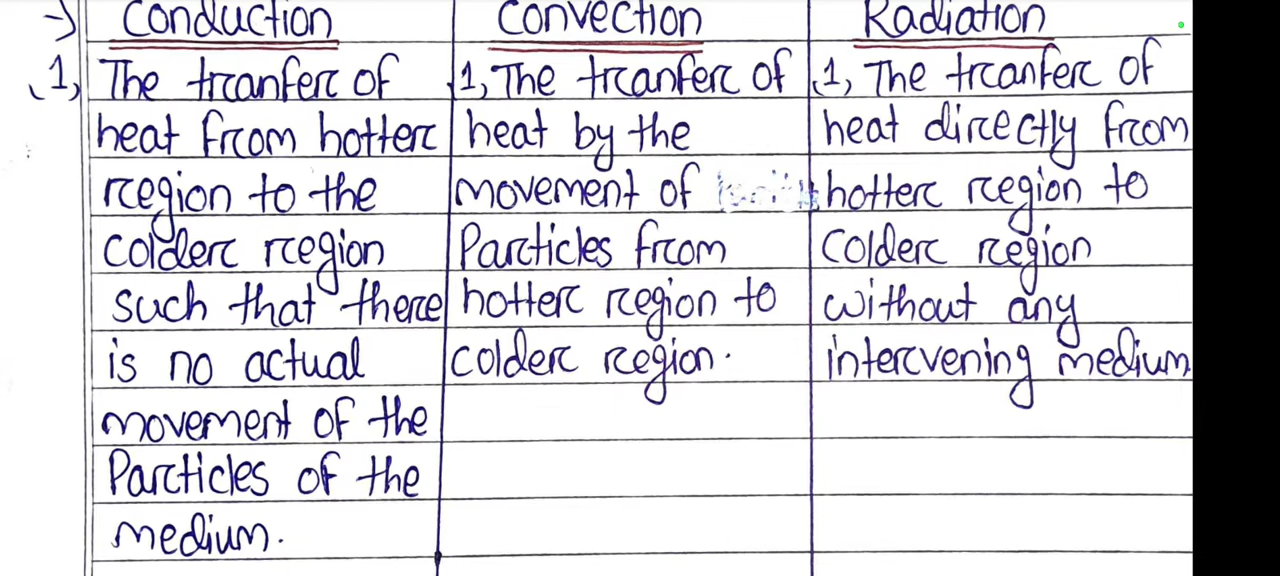 → Conduction
1, The tranfer of
heat from hotter
region to the
colder region
such that there
is no actual
movement of the
Particles of the
medium.
Convection
1, The tranfer of
heat by the
movement of
Particles from
hotter region to
colder region.
Radiation
1, The tranfer of
heat directly from
hotter region to
colder region
without any
intervening medium